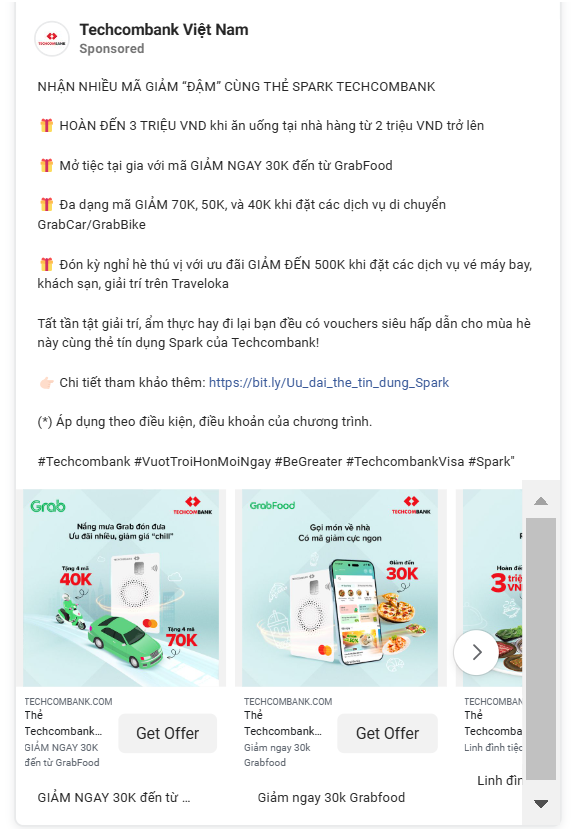 Techcombank Việt Nam
Sponsored
NHẬN NHIỀU MÃ GIẢM “ĐẬM” CÙNG THẺ SPARK TECHCOMBANK
🎁 HOÀN ĐẾN 3 TRIỆU VND khi ăn uống tại nhà hàng từ 2 triệu VND trở lên
🎁 Mở tiệc tại gia với mã GIẢM NGAY 30K đến từ GrabFood
🎁 Đa dạng mã GIẢM 70K, 50K, và 40K khi đặt các dịch vụ di chuyển
GrabCar/GrabBike
🎁 Đón kỳ nghỉ hè thú vị với ưu đãi GIẢM ĐẾN 500K khi đặt các dịch vụ vé máy bay,
khách sạn, giải trí trên Traveloka
Tất tần tật giải trí, ẩm thực hay đi lại bạn đều có vouchers siêu hấp dẫn cho mùa hè
này cùng thẻ tín dụng Spark của Techcombank!
👉🏻 Chi tiết tham khảo thêm: https://bit.ly/Uu_dai_the_tin_dung_Spark
(*) Áp dụng theo điều kiện, điều khoản của chương trình.
#Techcombank #VuotTroiHonMoiNgay #BeGreater #TechcombankVisa #Spark"
Grab
TECHCOMBANK
Nắng mưa Grab đón đưa
Ưu đãi nhiều, giảm giá “chill”
Tặng 4 mã
40K
Tặng 4 mã
70K
TECHCOMBANK.COM
Thẻ
Techcombank...
GIẢM NGAY 30K
đến từ GrabFood
Get Offer
GIẢM NGAY 30K đến từ ...
GrabFood
TECHCOMBANK
Gọi món về nhà
Có mã giảm cực ngon
Giảm đến
30K
TECHCOMBANK.COM
Thẻ
Techcombank...
Giảm ngay 30k
Grabfood
Get Offer
Giảm ngay 30k Grabfood
Hoàn đế
3 triệ
VN
TECHCOMBAN
Thẻ
Techcomba
Linh đình tiệc
Linh đìn